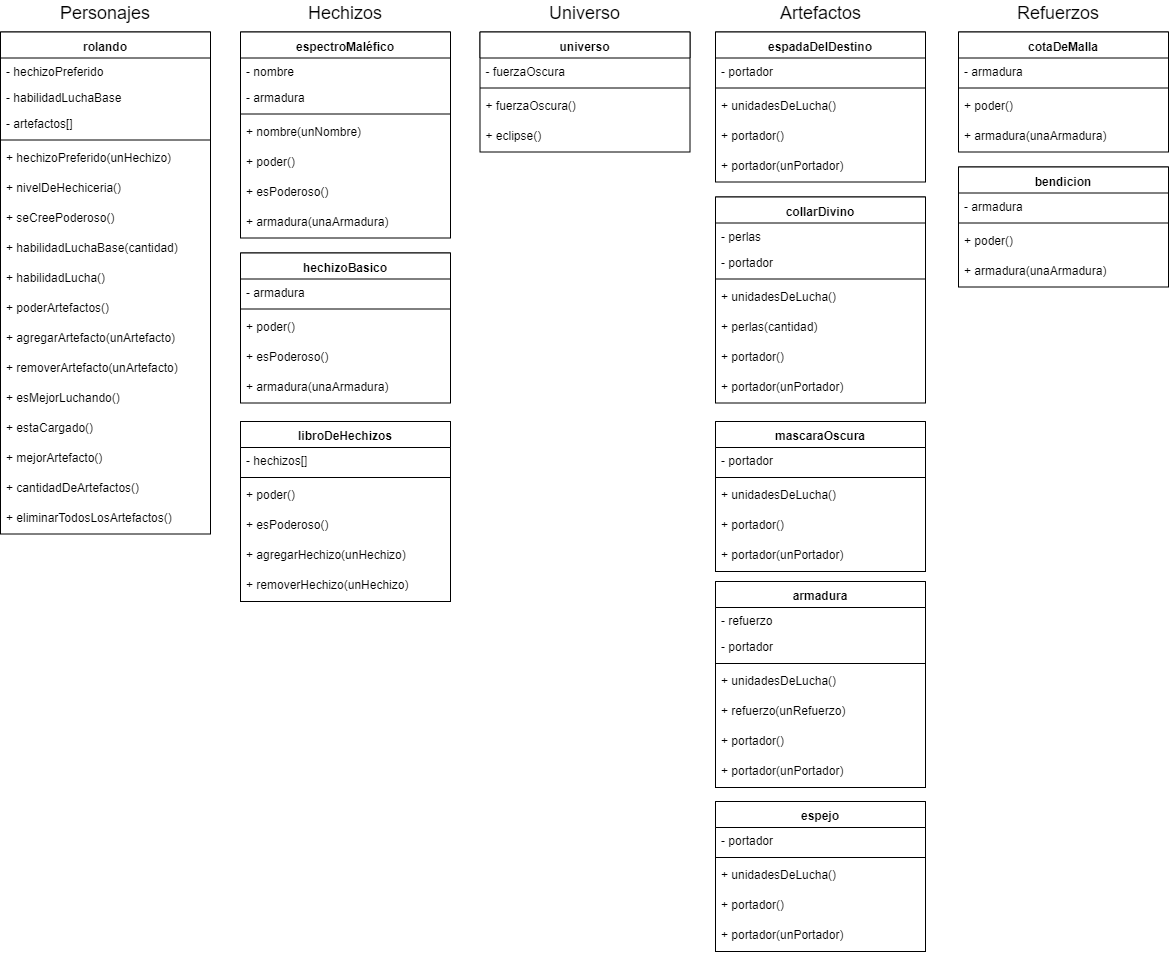 Personajes
rolando
- hechizoPreferido
- habilidadLuchaBase
- artefactos[]
+ hechizoPreferido(unHechizo)
+ nivelDeHechiceria()
+ seCreePoderoso()
+ habilidadLuchaBase(cantidad)
+ habilidadLucha()
+ poderArtefactos()
+ agregarArtefacto(unArtefacto)
+ removerArtefacto(unArtefacto)
+ esMejorLuchando()
+ estaCargado()
+ mejorArtefacto()
+ cantidadDeArtefactos()
+ eliminarTodosLosArtefactos()
Hechizos
espectroMaléfico
- nombre
- armadura
+ nombre(unNombre)
+ poder()
+ esPoderoso()
+ armadura(unaArmadura)
hechizoBasico
- armadura
+ poder()
+ esPoderoso()
+ armadura(unaArmadura)
libroDeHechizos
- hechizos[]
+ poder()
+ esPoderoso()
+ agregarHechizo(unHechizo)
+ removerHechizo(unHechizo)
Universo
universo
- fuerzaOscura
+ fuerzaOscura()
+ eclipse()
Artefactos
espadaDelDestino
- portador
+ unidadesDeLucha()
+ portador()
+ portador(unPortador)
collarDivino
- perlas
- portador
+ unidadesDeLucha()
+ perlas(cantidad)
+ portador()
+ portador(unPortador)
mascaraOscura
- portador
+ unidadesDeLucha()
+ portador()
+ portador(unPortador)
armadura
- refuerzo
- portador
+ unidadesDeLucha()
+ refuerzo(unRefuerzo)
+ portador()
+ portador(unPortador)
espejo
- portador
+ unidadesDeLucha()
+ portador()
+ portador(unPortador)
Refuerzos
cotaDeMalla
- armadura
+ poder()
+ armadura(unaArmadura)
bendicion
- armadura
+ poder()
+ armadura(unaArmadura)